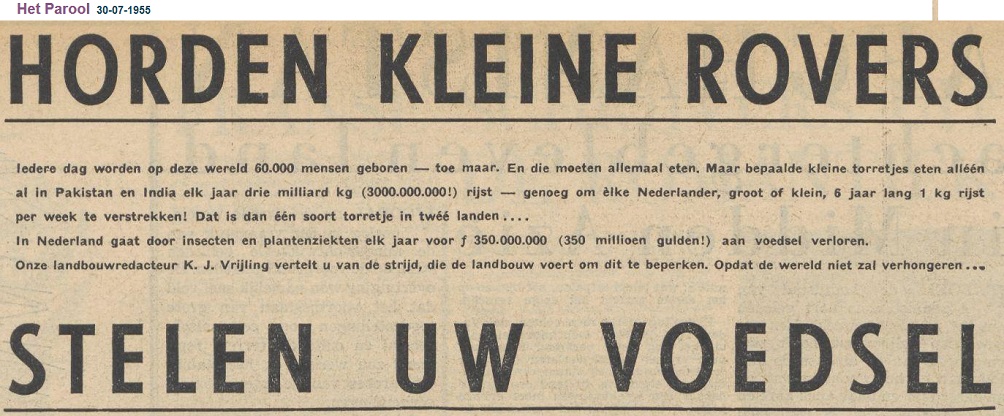 Het Parool 30-07-1955
HORDEN KLEINE ROVERS
Iedere dag worden op deze wereld 60.000 mensen geboren — toe maar. En die moeten allemaal eten. Maar bepaalde kleine torretjes eten alléén
al in Pakistan en India elk jaar drie milliard kg (3000.000.000!) rijst — genoeg om èlke Nederlander, groot of klein, 6 jaar lang 1 kg rijst
per week te verstrekken! Dat is dan één soort torretje in twéé landen....
In Nederland gaat door insecten en plantenziekten elk jaar voor ƒ 350.000.000 (350 millioen gulden!) aan voedsel verloren.
Onze landbouwredacteur K. J. Vrijling vertelt u van de strijd, die de landbouw voert om dit te beperken. Opdat de wereld niet zal verhongeren...
STELEN UW VOEDSEL